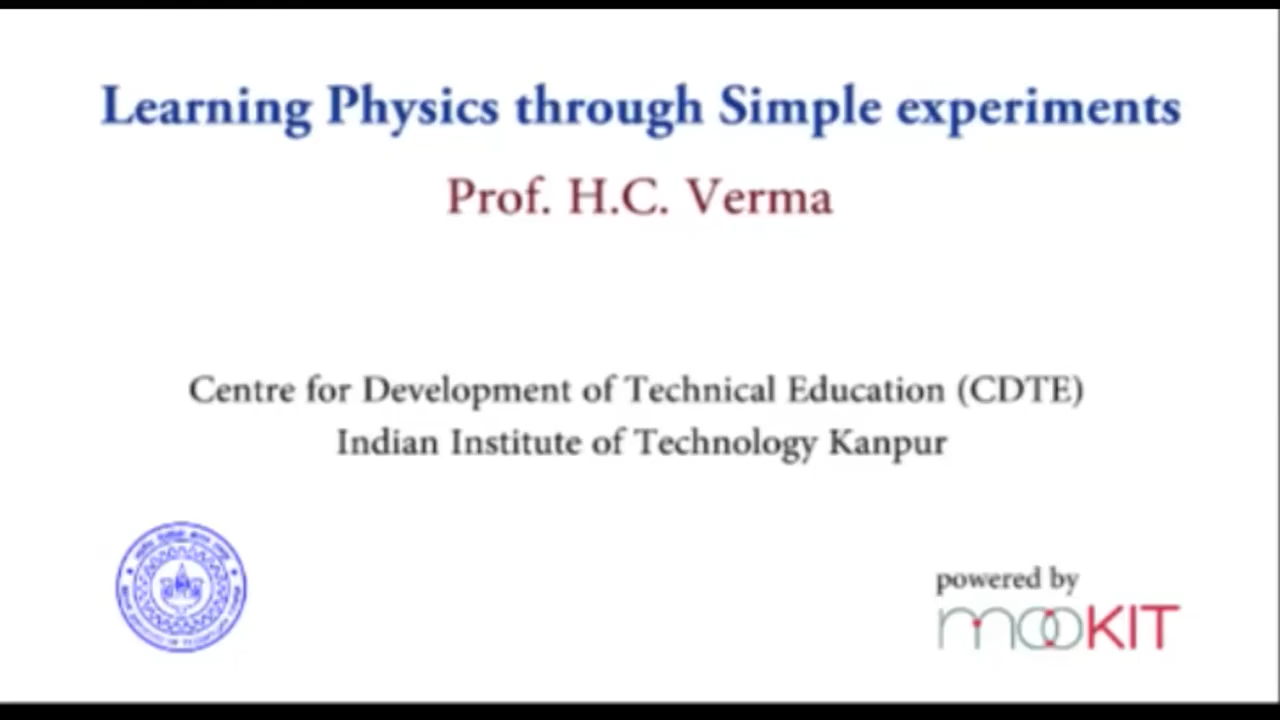 Learning Physics through Simple experiments
Prof. H.C. Verma
Centre for Development of Technical Education (CDTE)
Indian Institute of Technology Kanpur
powered by
mooKIT